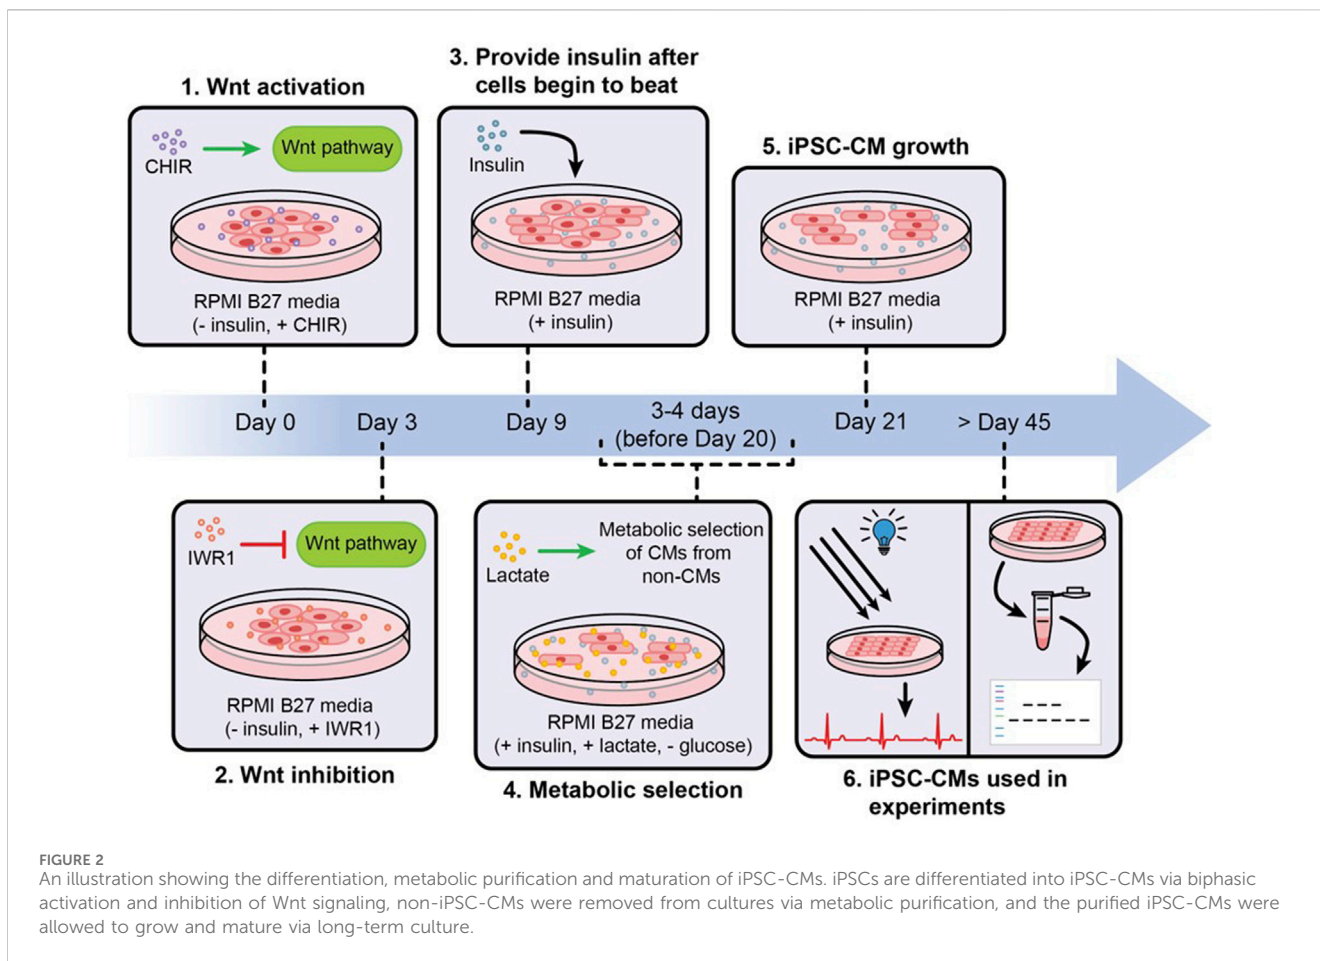 1. Wnt activation
CHIR
Wnt pathway
RPMI B27 media
(- insulin, + CHIR)
3. Provide insulin after
cells begin to beat
Insulin
RPMI B27 media
(+ insulin)
5. iPSC-CM growth
RPMI B27 media
(+ insulin)
Day 0
Day 3
Day 9
3-4 days
(before Day 20)
Day 21
> Day 45
IWR1
Wnt pathway
RPMI B27 media
(- insulin, + IWR1)
2. Wnt inhibition
Lactate
Metabolic selection
of CMs from
non-CMs
RPMI B27 media
(+ insulin, + lactate, - glucose)
4. Metabolic selection
6. iPSC-CMs used in
experiments
FIGURE 2
An illustration showing the differentiation, metabolic purification and maturation of iPSC-CMs. iPSCs are differentiated into iPSC-CMs via biphasic
activation and inhibition of Wnt signaling, non-iPSC-CMs were removed from cultures via metabolic purification, and the purified iPSC-CMs were
allowed to grow and mature via long-term culture.